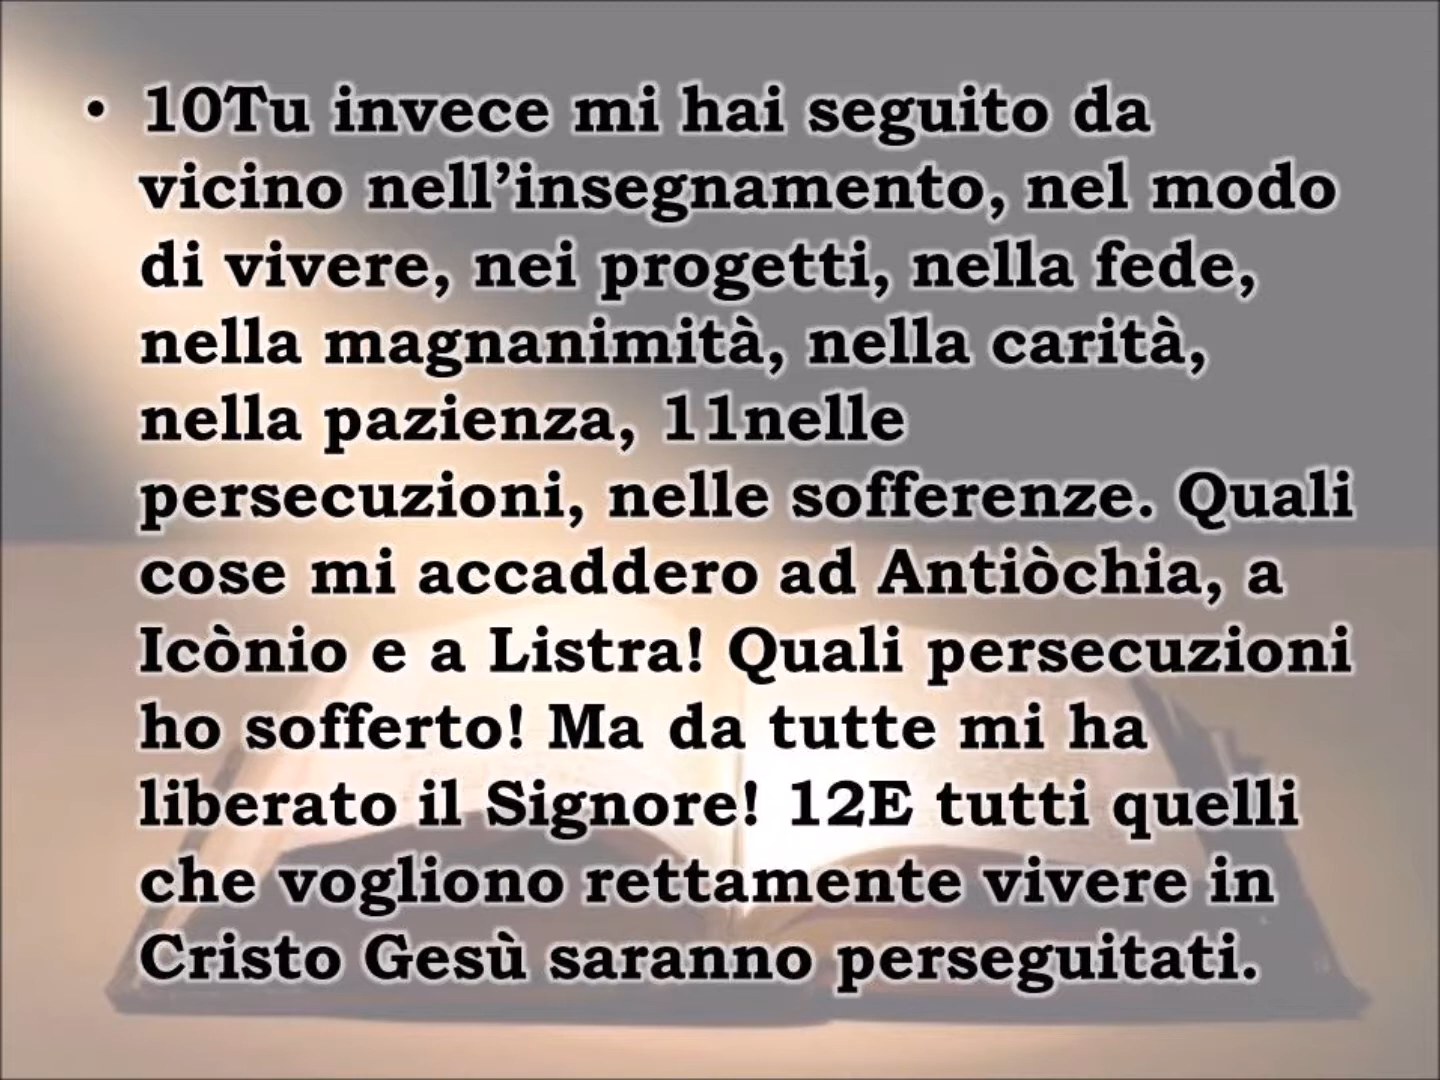 • 10Tu invece mi hai seguito da
vicino nell’insegnamento, nel modo
di vivere, nei progetti, nella fede,
nella magnanimità, nella carità,
nella pazienza, 11nelle
persecuzioni, nelle sofferenze. Quali
cose mi accaddero ad Antiòchia, a
Icònio e a Listra! Quali persecuzioni
ho sofferto! Ma da tutte mi ha
liberato il Signore! 12E tutti quelli
che vogliono rettamente vivere in
Cristo Gesù saranno perseguitati.